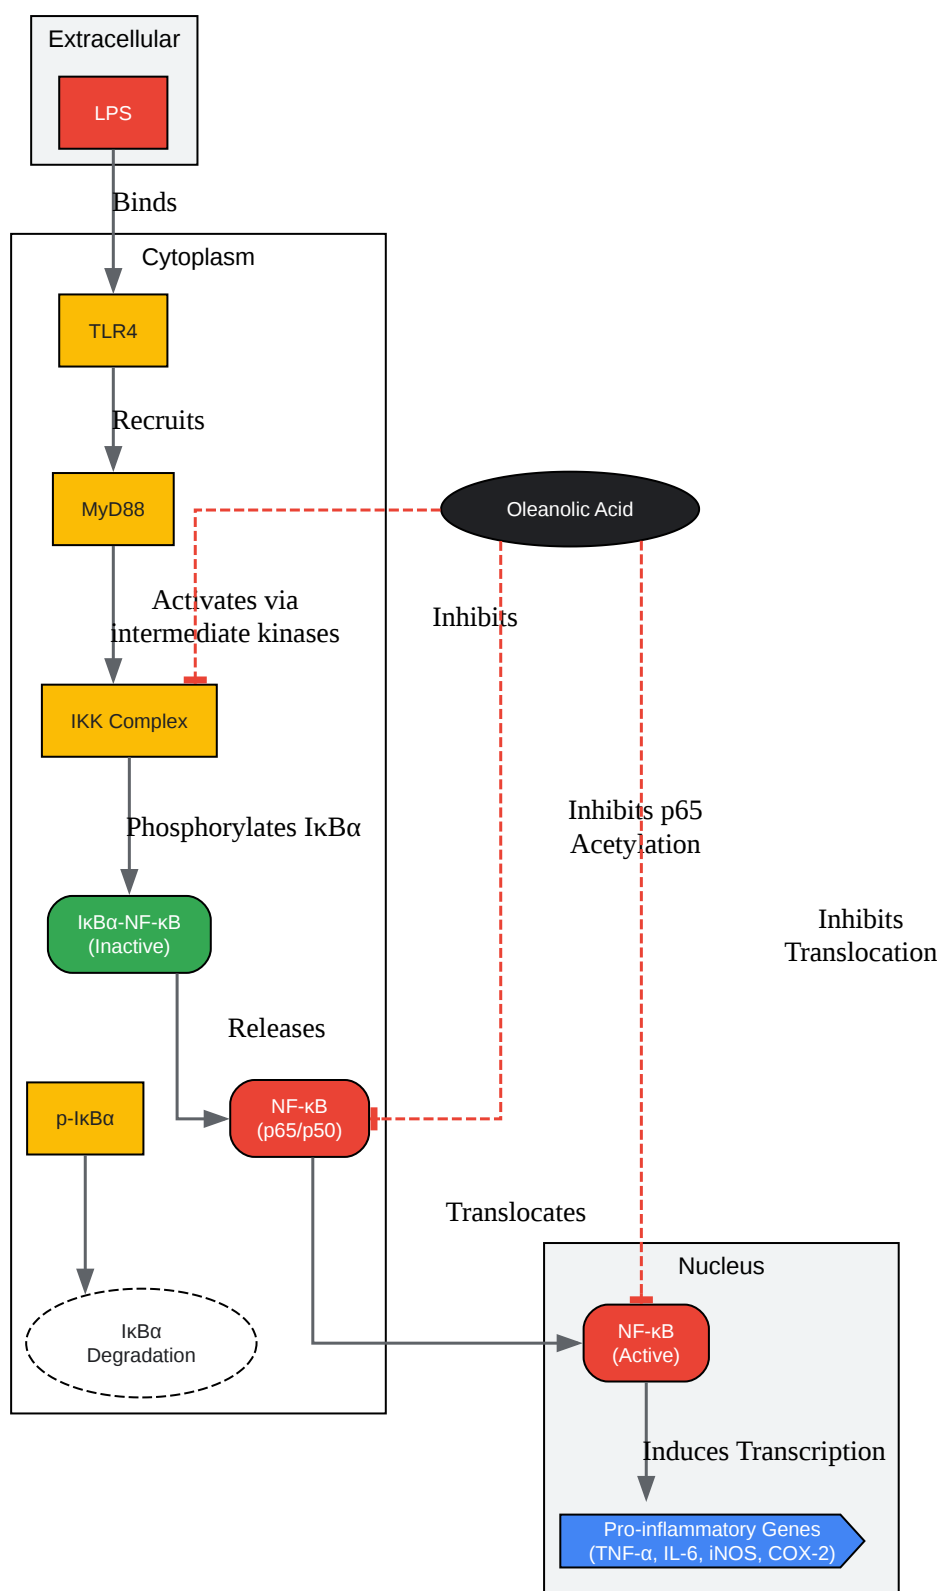 Extracellular
LPS
Binds
Cytoplasm
TLR4
Recruits
MyD88
Oleanolic Acid
Activates via
intermediate kinases
Inhibits
IKK Complex
Phosphorylates IκBα
Inhibits p65
Acetylation
IκBα-NF-κB
(Inactive)
Inhibits
Translocation
Releases
p-IκBα
NF-κB
(p65/p50)
Translocates
Nucleus
IκBα
Degradation
NF-κB
(Active)
Induces Transcription
Pro-inflammatory Genes
(TNF-α, IL-6, iNOS, COX-2)